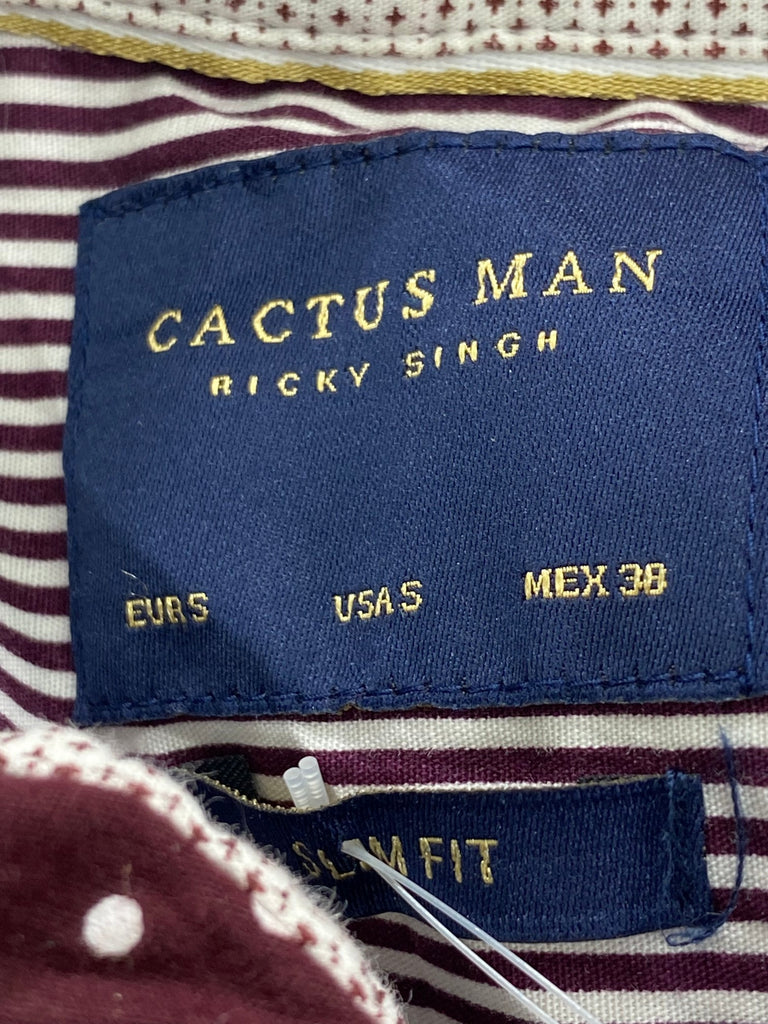 CACTUS MAN
RICKY SINGH
EUR S USA S MEX 38
SLIM FIT